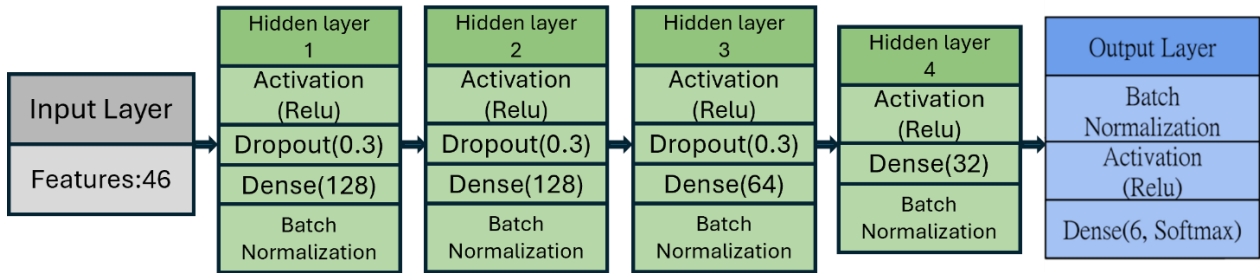 Input Layer
Features:46
Hidden layer
1
Activation
(Relu)
Dropout(0.3)
Dense(128)
Batch
Normalization
Hidden layer
2
Activation
(Relu)
Dropout(0.3)
Dense(128)
Batch
Normalization
Hidden layer
3
Activation
(Relu)
Dropout(0.3)
Dense(64)
Batch
Normalization
Hidden layer
4
Activation
(Relu)
Dense(32)
Batch
Normalization
Output Layer
Batch
Normalization
Activation
(Relu)
Dense(6, Softmax)